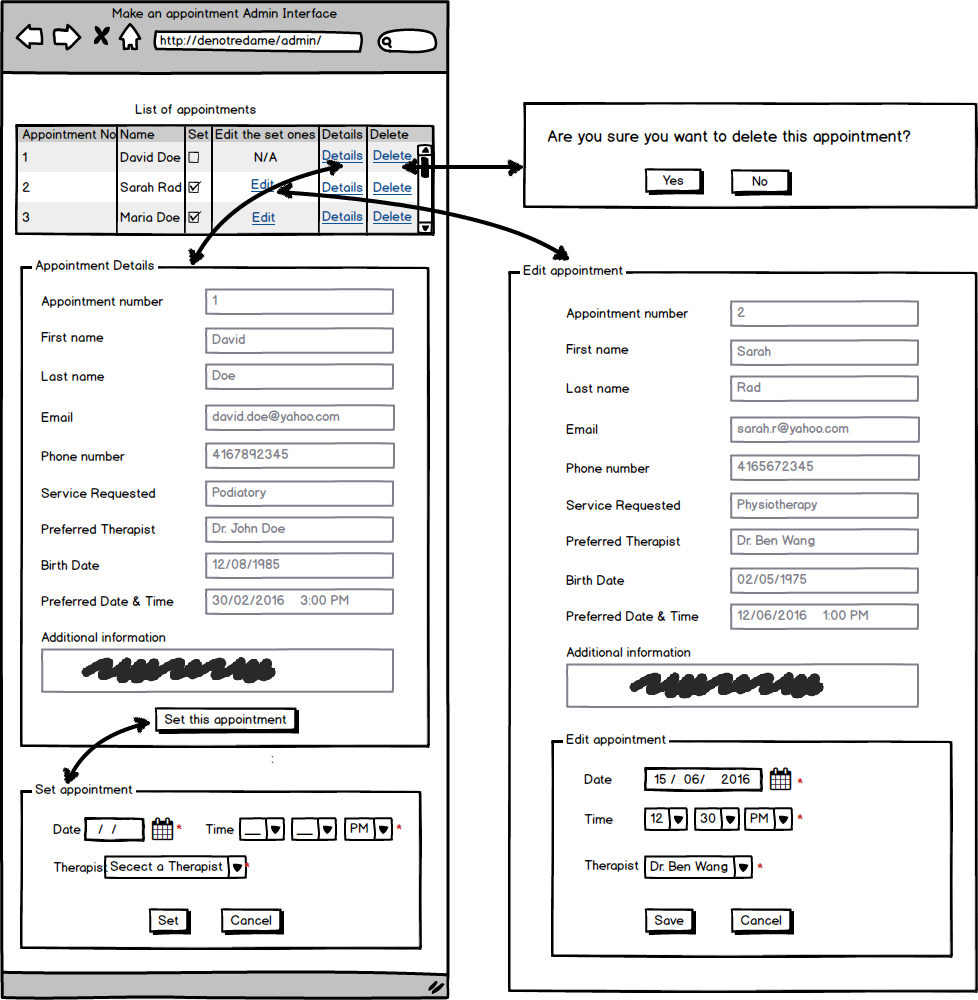 Make an appointment Admin Interface
http://denotredame/admin/
List of appointments
Appointment No Name Set Edit the set ones Details Delete
1 David Doe N/A Details Delete
2 Sarah Rad Edit Details Delete
3 Maria Doe Edit Details Delete
Appointment Details
Appointment number 1
First name David
Last name Doe
Email david.doe@yahoo.com
Phone number 4167892345
Service Requested Podiatory
Preferred Therapist Dr. John Doe
Birth Date 12/08/1985
Preferred Date & Time 30/02/2016 3:00 PM
Additional information
Set this appointment
:
Set appointment
Date / / * Time __ __ PM *
Therapist Secect a Therapist *
Set Cancel
Are you sure you want to delete this appointment?
Yes No
Edit appointment
Appointment number 2
First name Sarah
Last name Rad
Email sarah.r@yahoo.com
Phone number 4165672345
Service Requested Physiotherapy
Preferred Therapist Dr. Ben Wang
Birth Date 02/05/1975
Preferred Date & Time 12/06/2016 1:00 PM
Additional information
Edit appointment
Date 15 / 06/ 2016 *
Time 12 30 PM *
Therapist Dr. Ben Wang *
Save Cancel